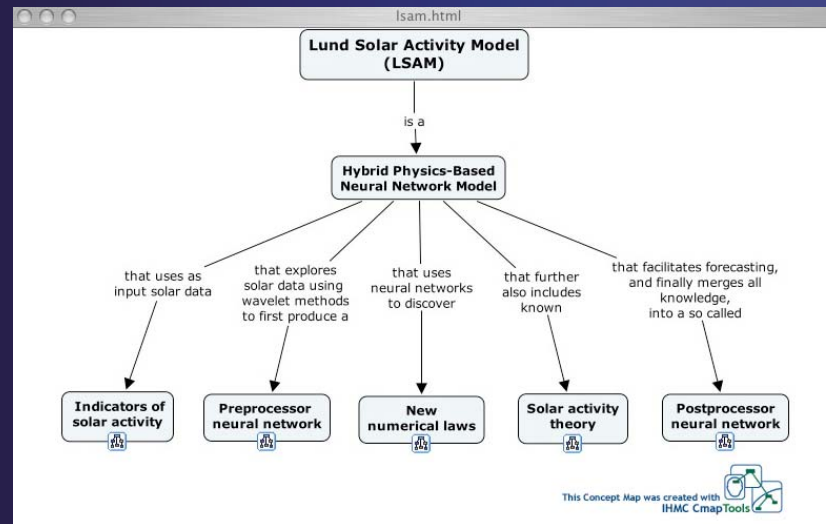 lsam.html
Lund Solar Activity Model
(LSAM)
is a
Hybrid Physics-Based
Neural Network Model
that uses as
input solar data
that explores
solar data using
wavelet methods
to first produce a
that uses
neural networks
to discover
that further
also includes
known
that facilitates forecasting,
and finally merges all
knowledge,
into a so called
Indicators of
solar activity
Preprocessor
neural network
New
numerical laws
Solar activity
theory
Postprocessor
neural network
This Concept Map was created with
IHMC CmapTools